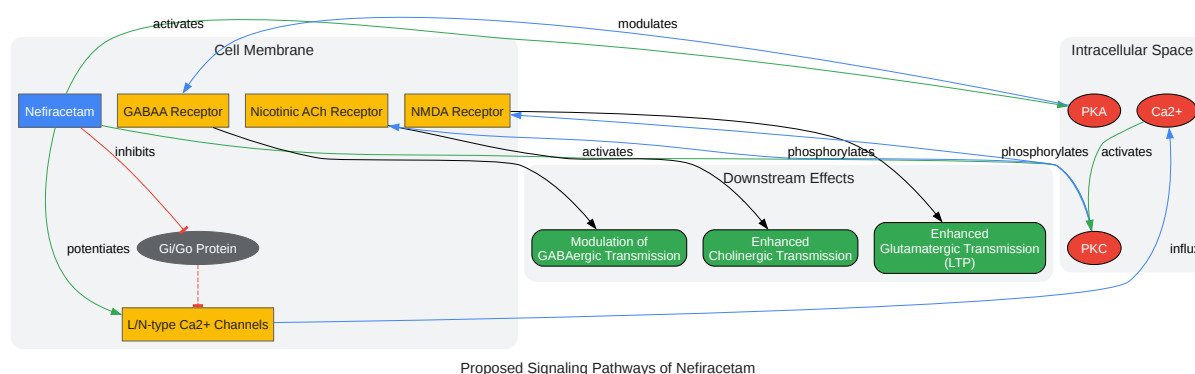 activates
modulates
Cell Membrane
Intracellular Space
Nefiracetam
GABAA Receptor
Nicotinic ACh Receptor
NMDA Receptor
PKA
Ca2+
inhibits
activates
phosphorylates
phosphorylates
activates
Downstream Effects
potentiates
Gi/Go Protein
Modulation of
GABAergic Transmission
Enhanced
Cholinergic Transmission
Enhanced
Glutamatergic Transmission
(LTP)
PKC
influx
L/N-type Ca2+ Channels
Proposed Signaling Pathways of Nefiracetam